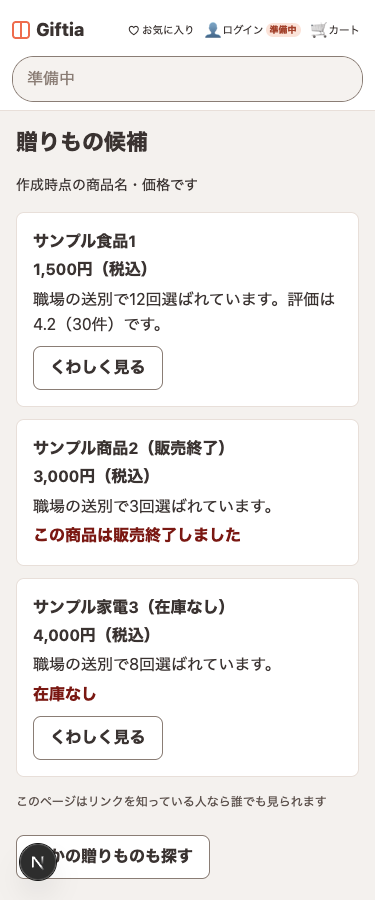 Giftia
お気に入り
ログイン 準備中
カート
準備中
贈りもの候補
作成時点の商品名・価格です
サンプル食品1
1,500円（税込）
職場の送別で12回選ばれています。評価は
4.2（30件）です。
くわしく見る
サンプル商品2（販売終了）
3,000円（税込）
職場の送別で3回選ばれています。
この商品は販売終了しました
サンプル家電3（在庫なし）
4,000円（税込）
職場の送別で8回選ばれています。
在庫なし
くわしく見る
このページはリンクを知っている人なら誰でも見られます
かの贈りものも探す
N